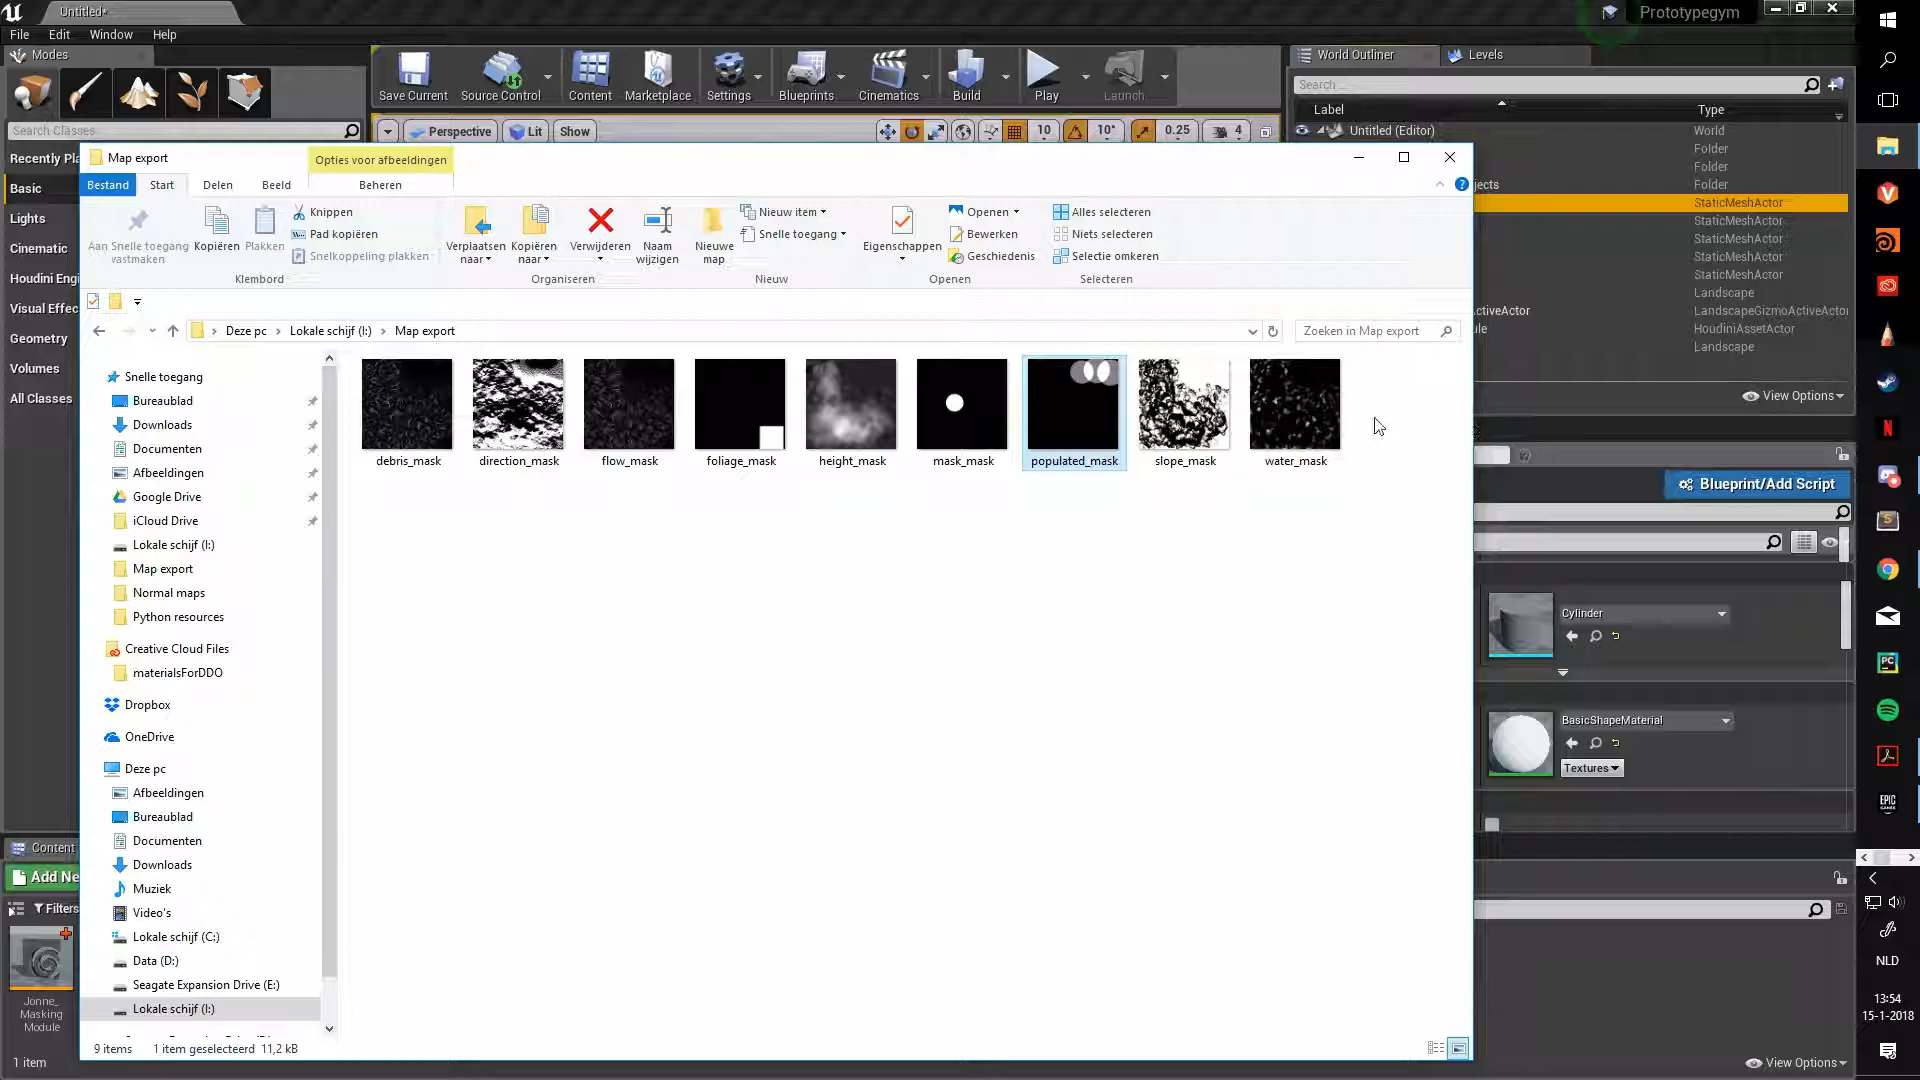 Untitled*
Prototypegym
File Edit Window Help
Modes
Save Current Source Control Content Marketplace Settings Blueprints Cinematics Build Play Launch
World Outliner Levels
Search...
Label Type
Search Classes
Perspective Lit Show 10 10° 0.25 4
Untitled (Editor) World
Folder
Folder
jects Folder
StaticMeshActor
StaticMeshActor
StaticMeshActor
StaticMeshActor
StaticMeshActor
Landscape
ActiveActor LandscapeGizmoActiveActor
ule HoudiniAssetActor
Landscape
View Options
Recently Pla
Basic
Lights
Cinematic
Houdini Engi
Visual Effec
Geometry
Volumes
All Classes
Map export Opties voor afbeeldingen
Bestand Start Delen Beeld Beheren
Aan Snelle toegang vastmaken Kopiëren Plakken
Knippen
Pad kopiëren
Snelkoppeling plakken
Klembord
Verplaatsen naar Kopiëren naar Verwijderen Naam wijzigen
Organiseren
Nieuwe map
Nieuw item
Snelle toegang
Nieuw
Eigenschappen
Openen
Bewerken
Geschiedenis
Openen
Alles selecteren
Niets selecteren
Selectie omkeren
Selecteren
Deze pc Lokale schijf (I:) Map export
Zoeken in Map export
debris_mask direction_mask flow_mask foliage_mask height_mask mask_mask populated_mask slope_mask water_mask
Snelle toegang
Bureaublad
Downloads
Documenten
Afbeeldingen
Google Drive
iCloud Drive
Lokale schijf (I:)
Map export
Normal maps
Python resources
Creative Cloud Files
materialsForDDO
Dropbox
OneDrive
Deze pc
Afbeeldingen
Bureaublad
Documenten
Downloads
Muziek
Video's
Lokale schijf (C:)
Data (D:)
Seagate Expansion Drive (E:)
Lokale schijf (I:)
9 items 1 item geselecteerd 11,2 kB
Blueprint/Add Script
Cylinder
BasicShapeMaterial
Textures
Content
Add Ne
Filters
Jonne_
Masking
Module
1 item
View Options
PC
EPIC
GAMES
NLD
13:54
15-1-2018